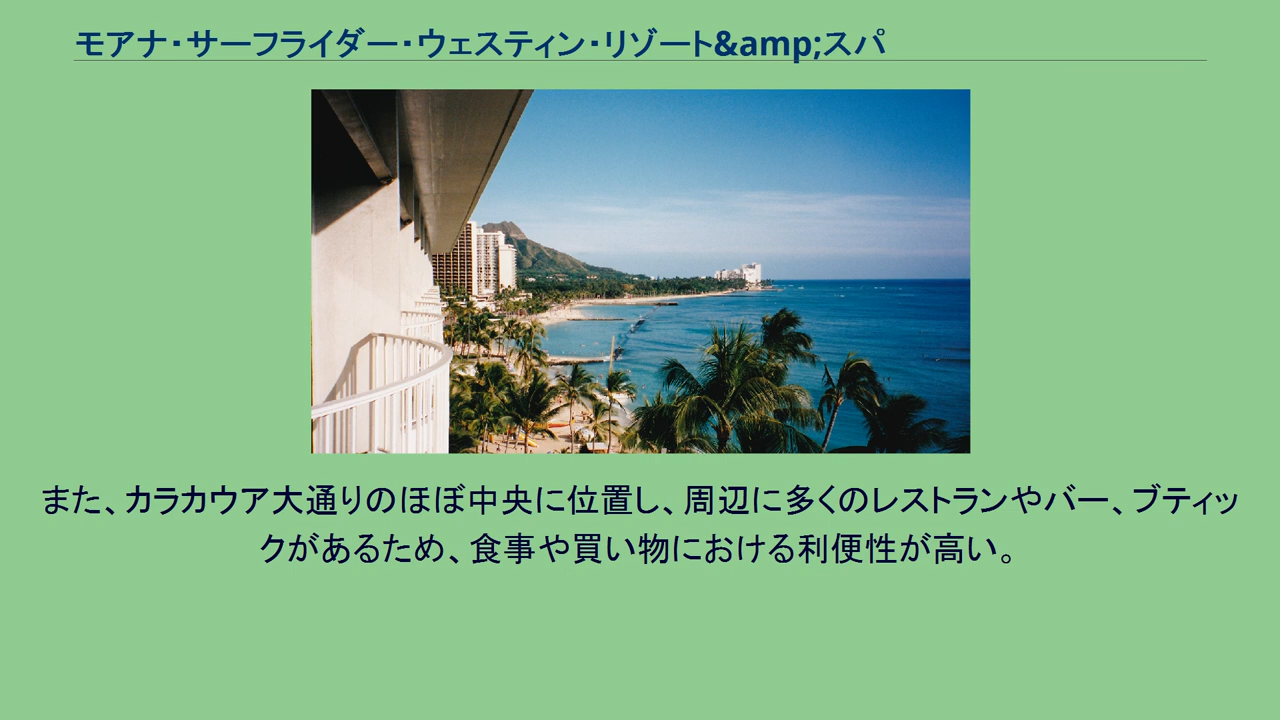 モアナ・サーフライダー・ウェスティン・リゾート&amp;スパ
また、カラカウア大通りのほぼ中央に位置し、周辺に多くのレストランやバー、ブティッ
クがあるため、食事や買い物における利便性が高い。